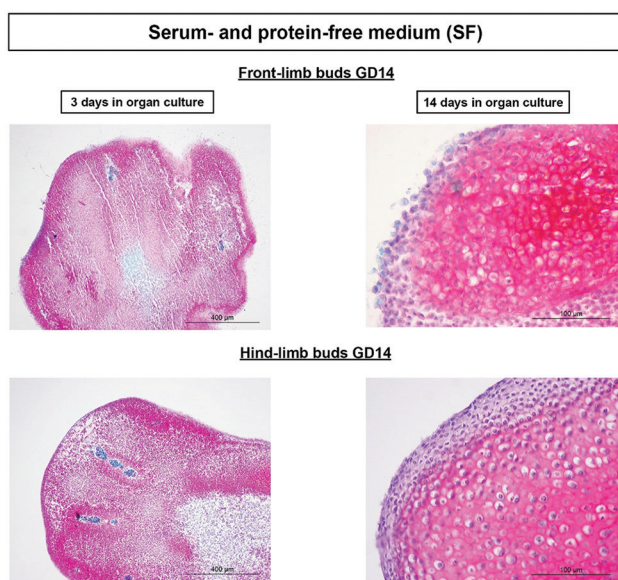 Serum- and protein-free medium (SF)
Front-limb buds GD14
3 days in organ culture
14 days in organ culture
400 µm
100 µm
Hind-limb buds GD14
400 µm
100 µm